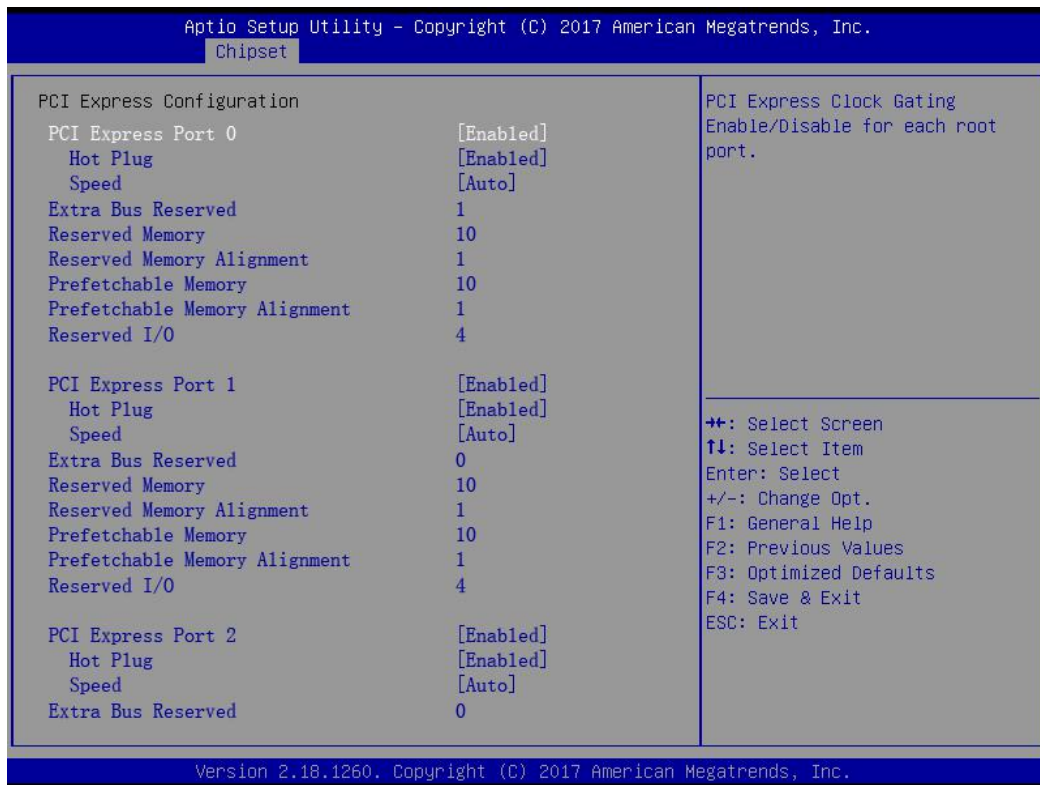 Aptio Setup Utility – Copyright (C) 2017 American Megatrends, Inc.
Chipset
PCI Express Configuration
PCI Express Port 0 [Enabled]
Hot Plug [Enabled]
Speed [Auto]
Extra Bus Reserved 1
Reserved Memory 10
Reserved Memory Alignment 1
Prefetchable Memory 10
Prefetchable Memory Alignment 1
Reserved I/O 4
PCI Express Port 1 [Enabled]
Hot Plug [Enabled]
Speed [Auto]
Extra Bus Reserved 0
Reserved Memory 10
Reserved Memory Alignment 1
Prefetchable Memory 10
Prefetchable Memory Alignment 1
Reserved I/O 4
PCI Express Port 2 [Enabled]
Hot Plug [Enabled]
Speed [Auto]
Extra Bus Reserved 0
PCI Express Clock Gating
Enable/Disable for each root
port.
→←: Select Screen
↑↓: Select Item
Enter: Select
+/-: Change Opt.
F1: General Help
F2: Previous Values
F3: Optimized Defaults
F4: Save & Exit
ESC: Exit
Version 2.18.1260. Copyright (C) 2017 American Megatrends, Inc.